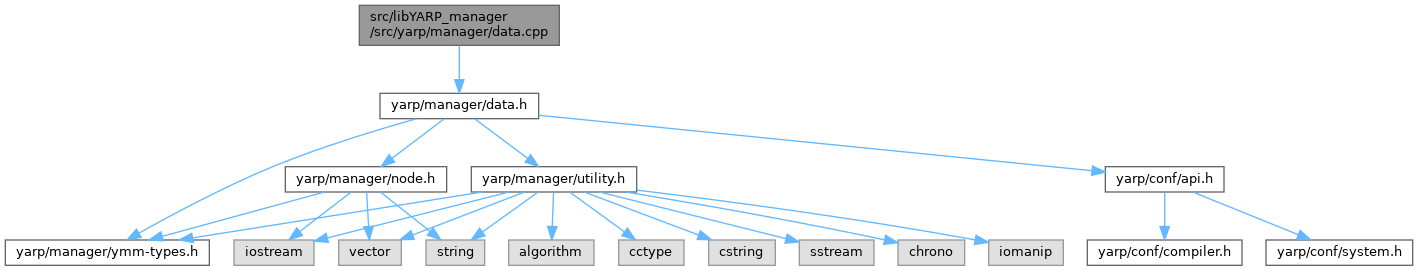 src/libYARP_manager
/src/yarp/manager/data.cpp
yarp/manager/data.h
yarp/manager/node.h
yarp/manager/utility.h
yarp/conf/api.h
yarp/manager/ymm-types.h
iostream
vector
string
algorithm
cctype
cstring
sstream
chrono
iomanip
yarp/conf/compiler.h
yarp/conf/system.h